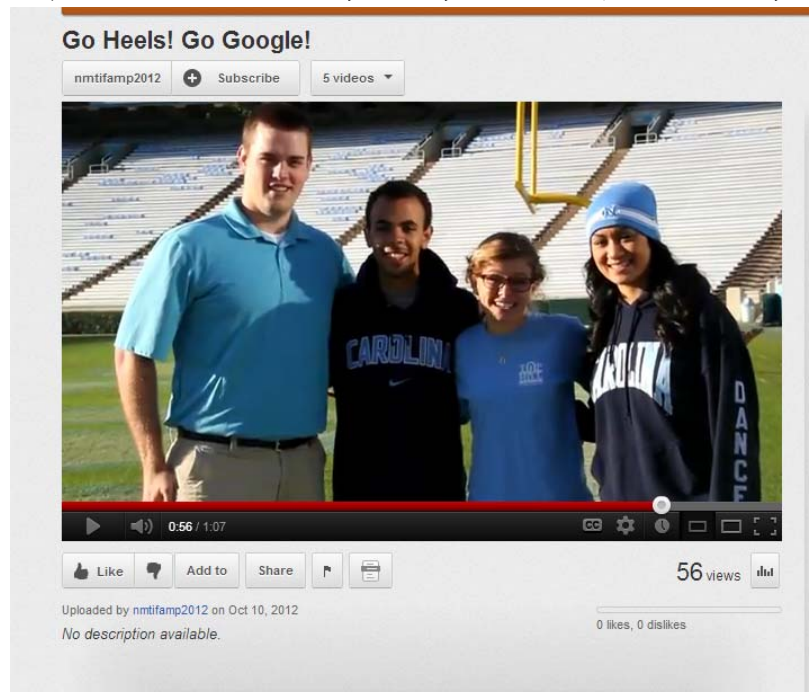 Go Heels! Go Google!
nmtifamp2012 Subscribe 5 videos
CAROLINA
DANCE
0:56 / 1:07
CC
Like Add to Share
56 views
Uploaded by nmtifamp2012 on Oct 10, 2012
0 likes, 0 dislikes
No description available.